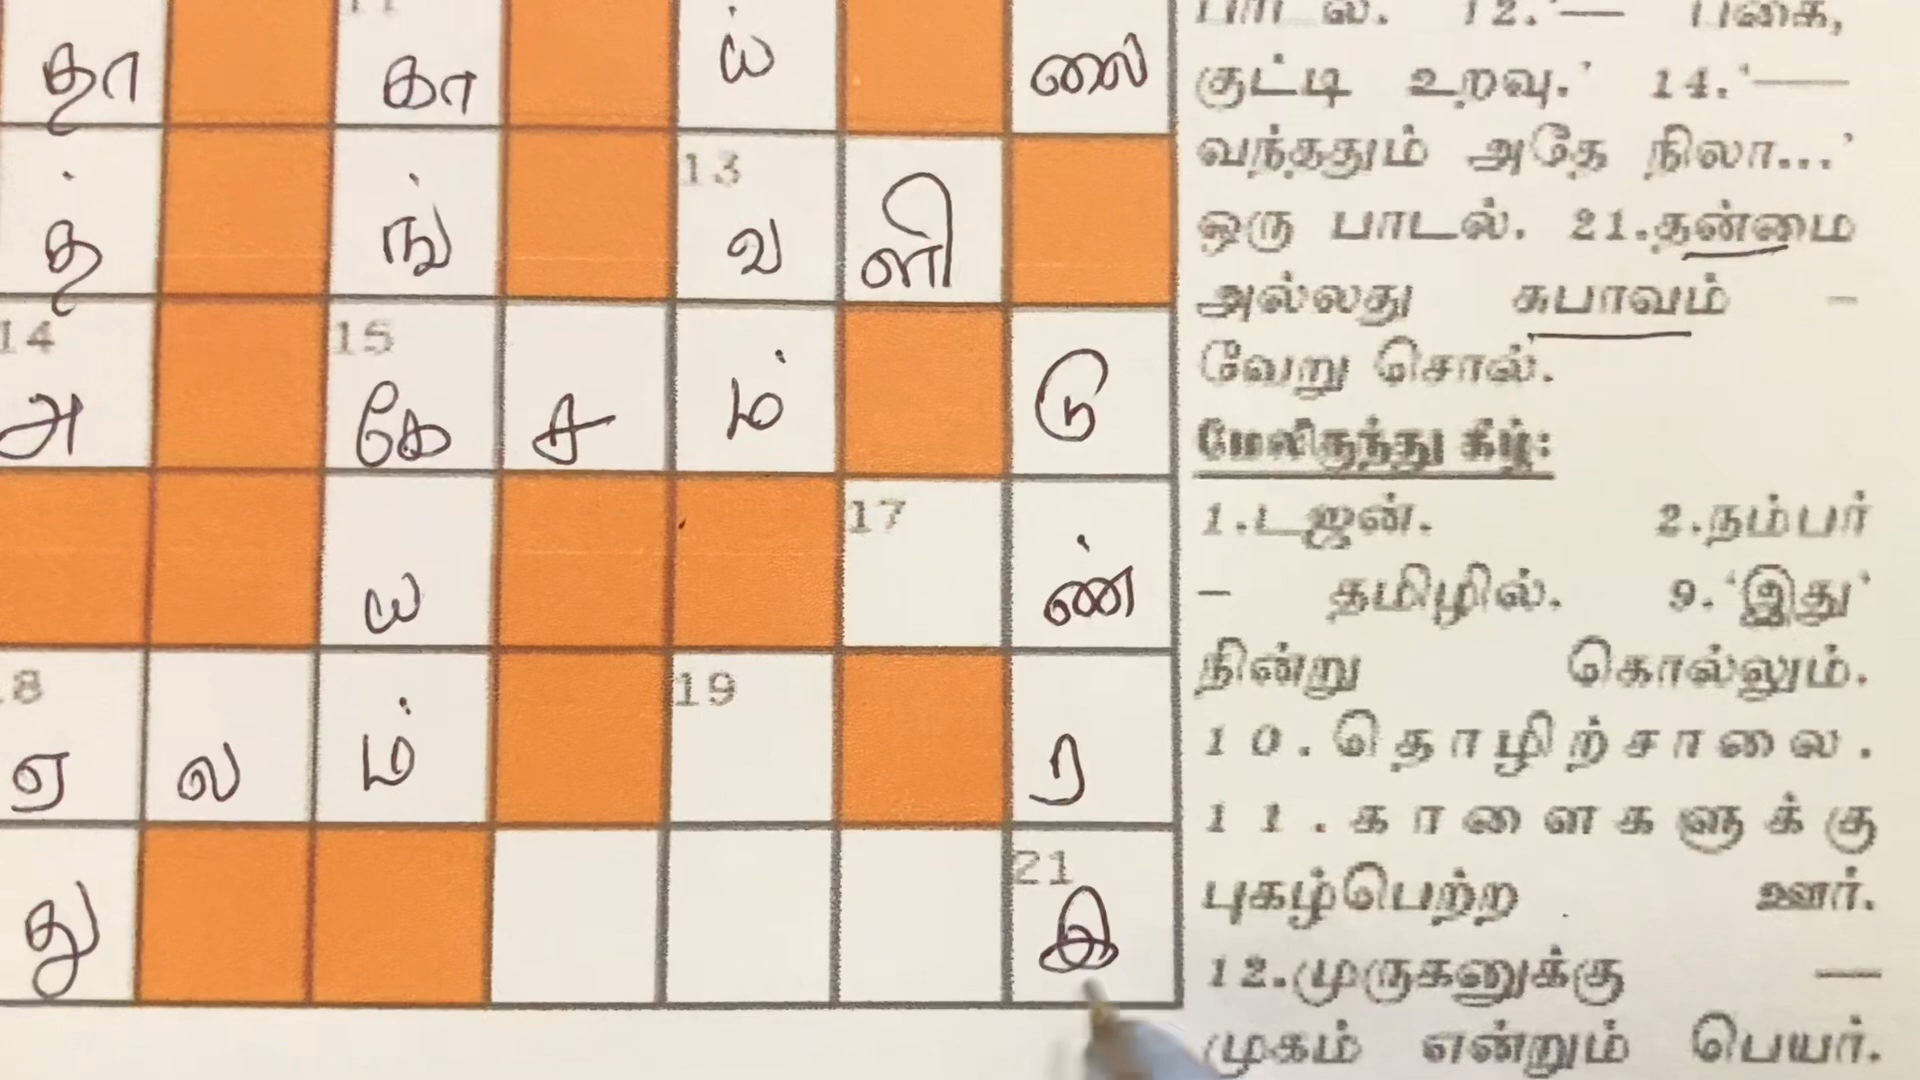 தா கா ய் லை
த் ங் 13 வ ளி
14 அ 15 கே ச ம் டு
ய 17 ண்
18 ஏ ல ம் 19 ர
து 21 இ
பாடல். 12.‘— பகை,
குட்டி உறவு.’ 14.‘——
வந்ததும் அதே நிலா...’
ஒரு பாடல். 21.தன்மை
அல்லது சுபாவம் –
வேறு சொல்.
மேலிருந்து கீழ்:
1.டஜன். 2.நம்பர்
– தமிழில். 9.‘இது’
நின்று கொல்லும்.
10.தொழிற்சாலை.
11.காளைகளுக்கு
புகழ்பெற்ற ஊர்.
12.முருகனுக்கு —
முகம் என்றும் பெயர்.